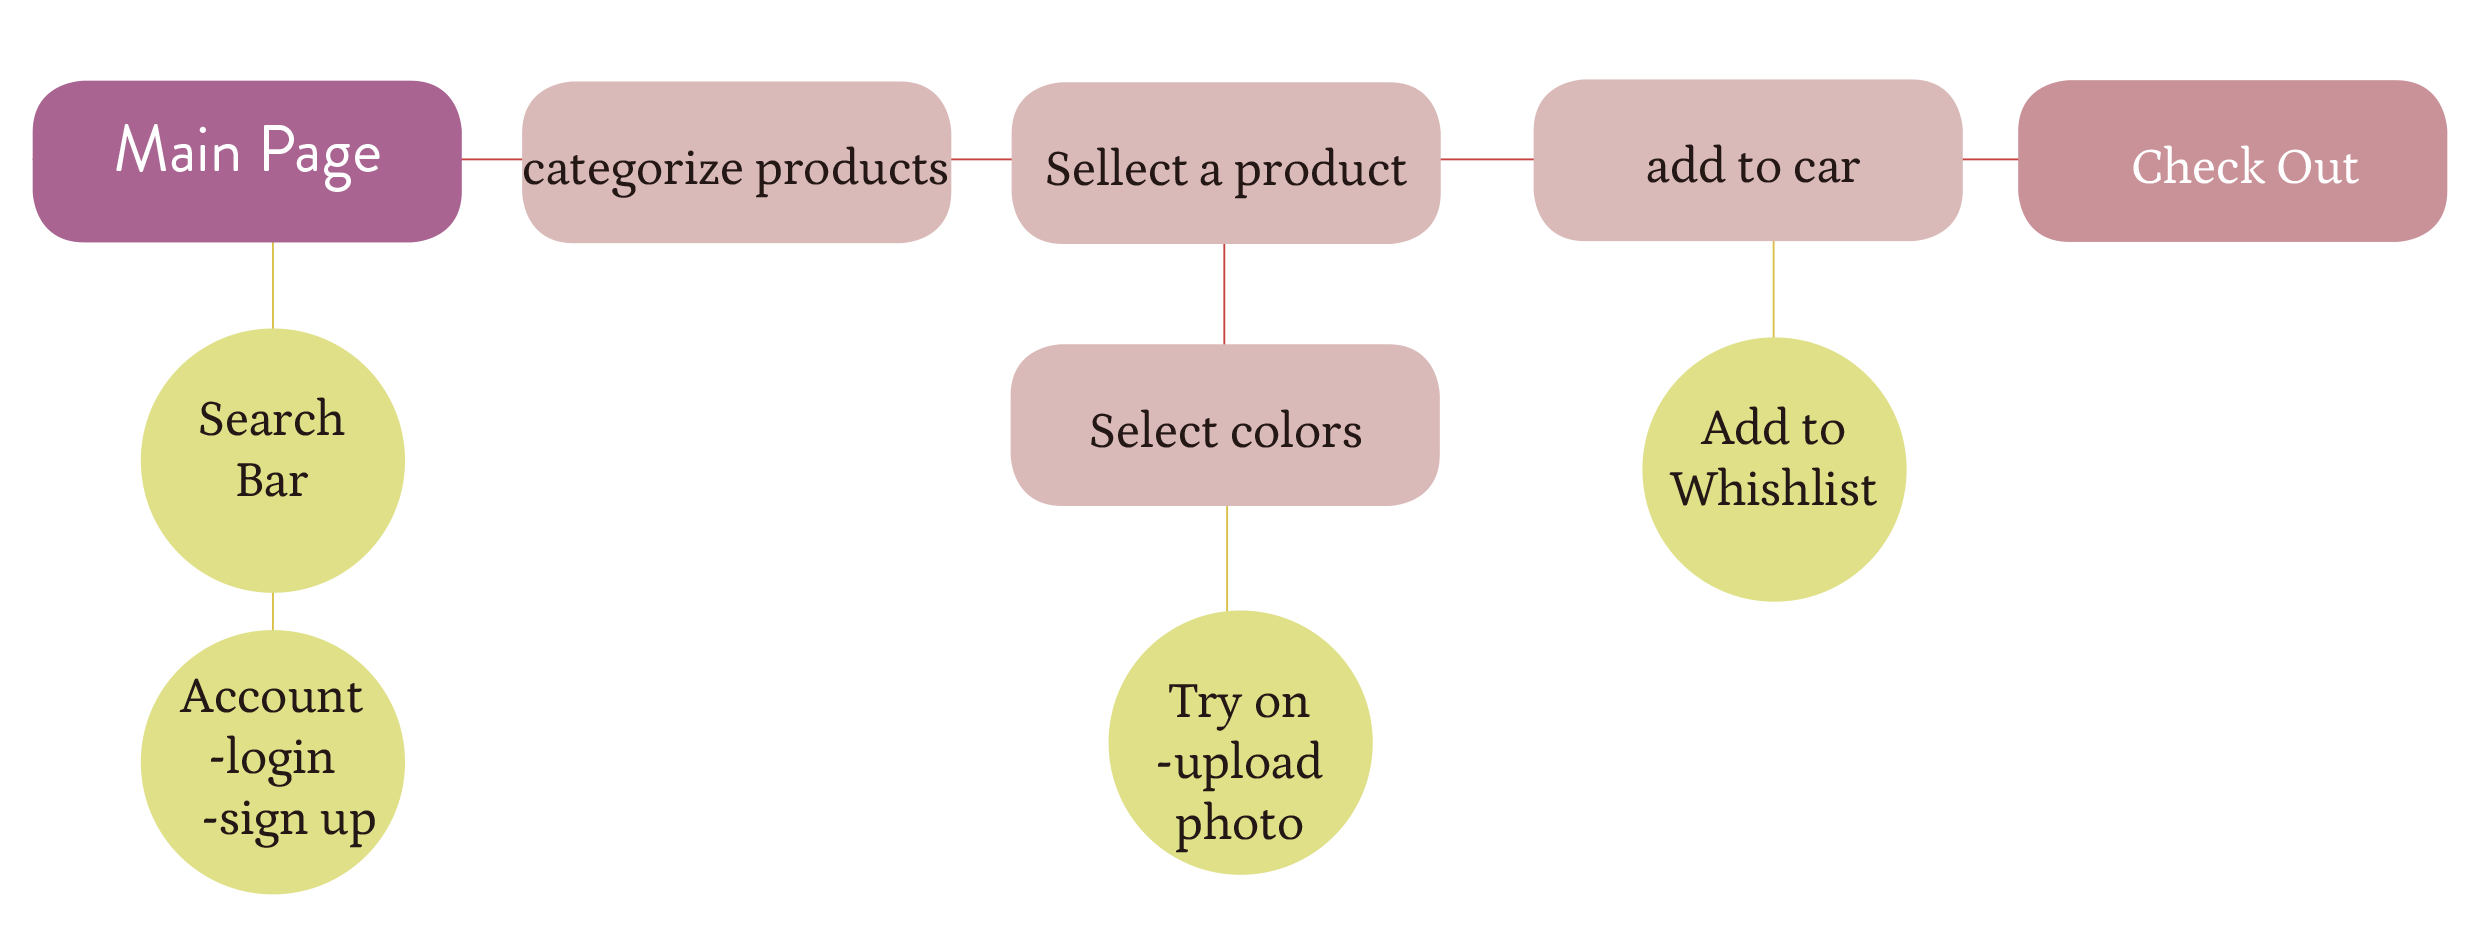 Main Page
categorize products
Sellect a product
add to car
Check Out
Search
Bar
Select colors
Add to
Whishlist
Account
-login
-sign up
Try on
-upload
photo